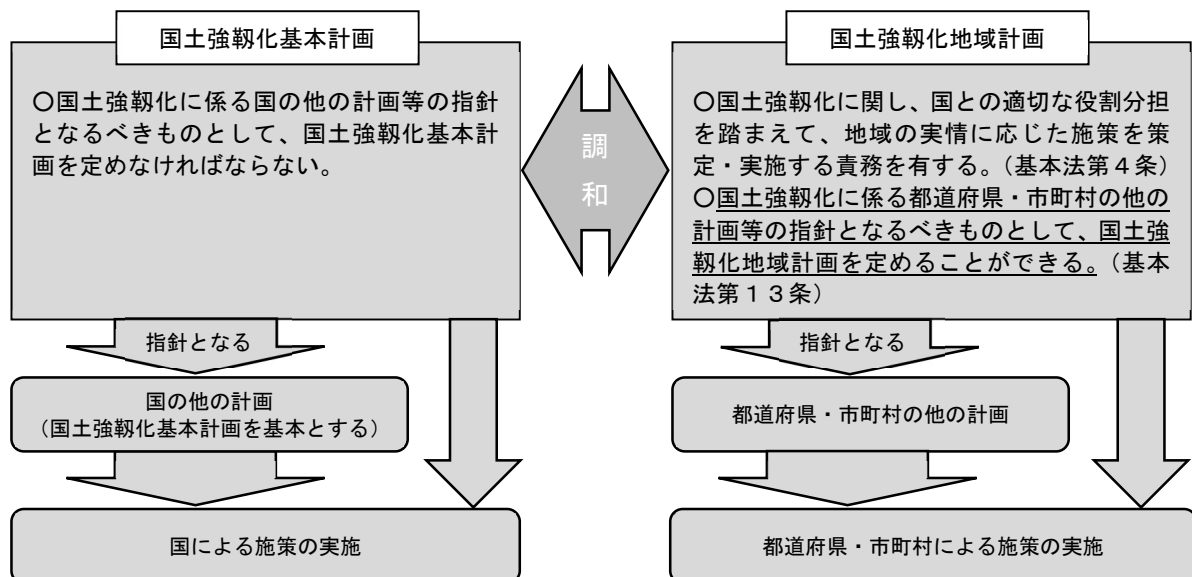 国土強靱化基本計画
〇国土強靱化に係る国の他の計画等の指針
となるべきものとして、国土強靱化基本計
画を定めなければならない。
調
和
国土強靱化地域計画
〇国土強靱化に関し、国との適切な役割分担
を踏まえて、地域の実情に応じた施策を策
定・実施する責務を有する。（基本法第４条）
〇国土強靱化に係る都道府県・市町村の他の
計画等の指針となるべきものとして、国土強
靱化地域計画を定めることができる。（基本
法第１３条）
指針となる
国の他の計画
（国土強靱化基本計画を基本とする）
国による施策の実施
指針となる
都道府県・市町村の他の計画
都道府県・市町村による施策の実施